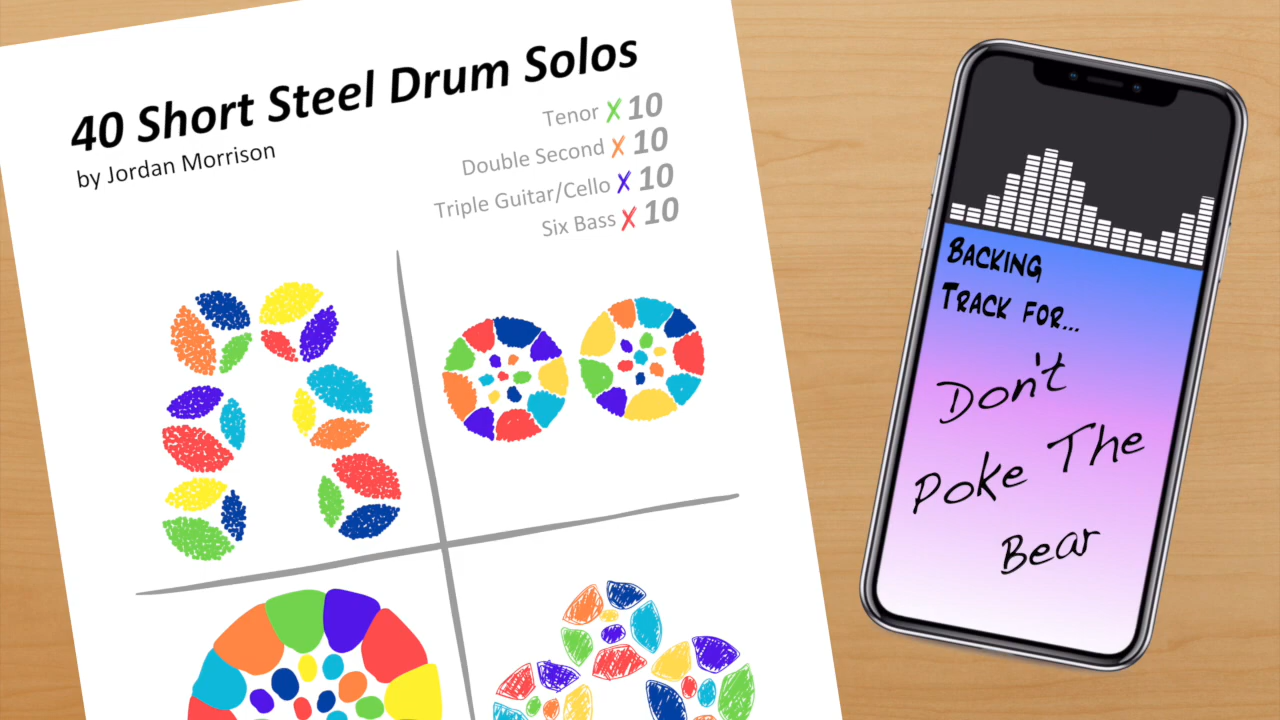 40 Short Steel Drum Solos
by Jordan Morrison
Tenor X 10
Double Second X 10
Triple Guitar/Cello X 10
Six Bass X 10
Backing
Track for...
Don't
Poke The
Bear